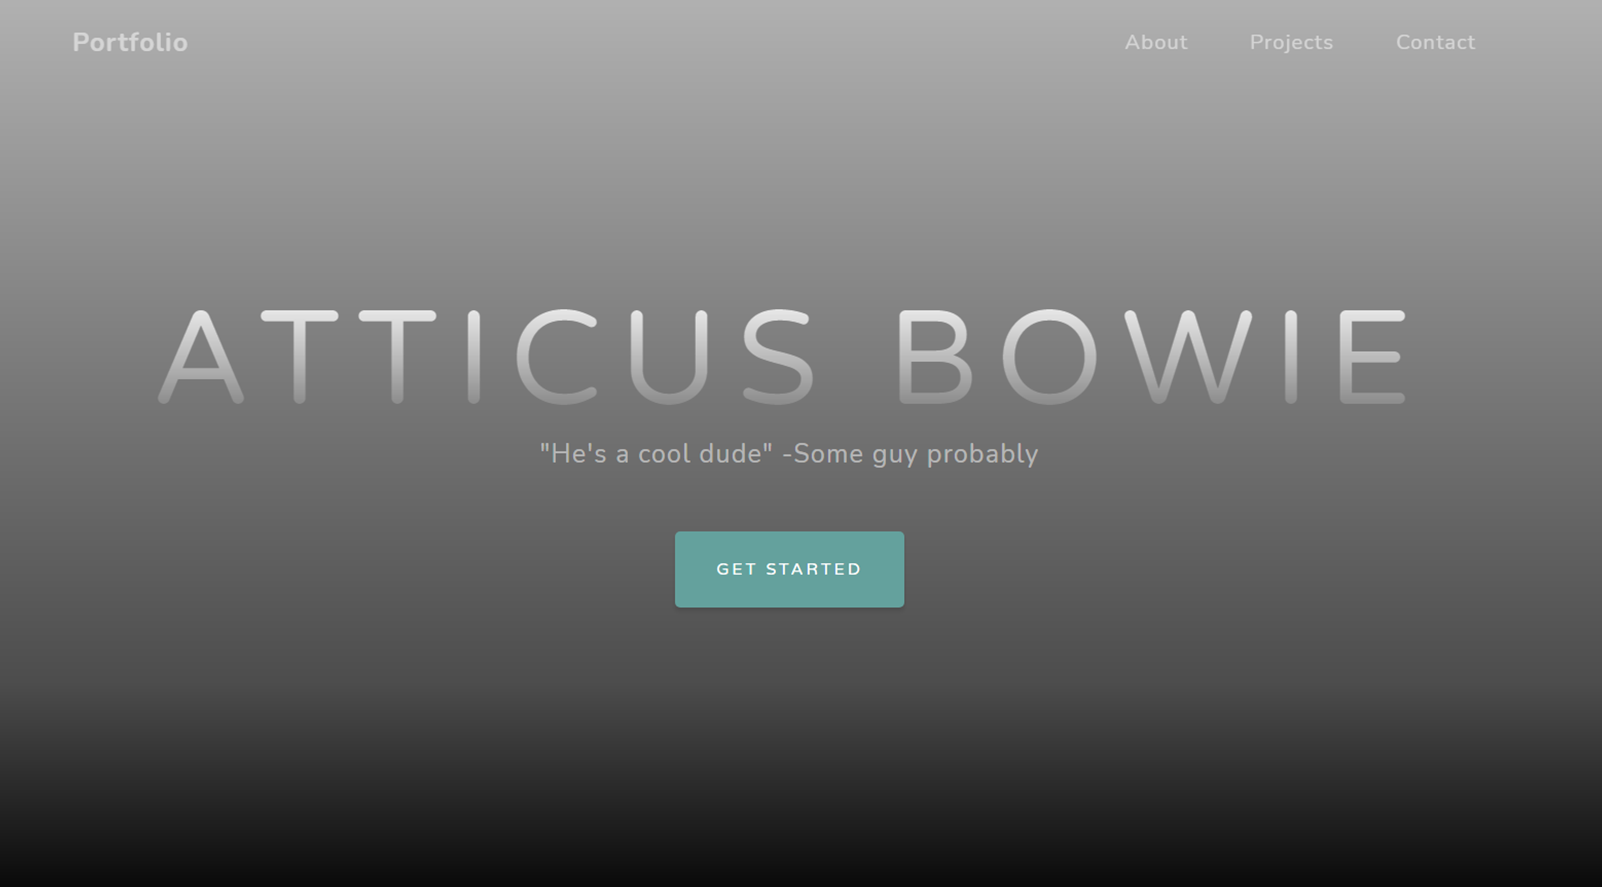 Portfolio
About Projects Contact
ATTICUS BOWIE
"He's a cool dude" -Some guy probably
GET STARTED